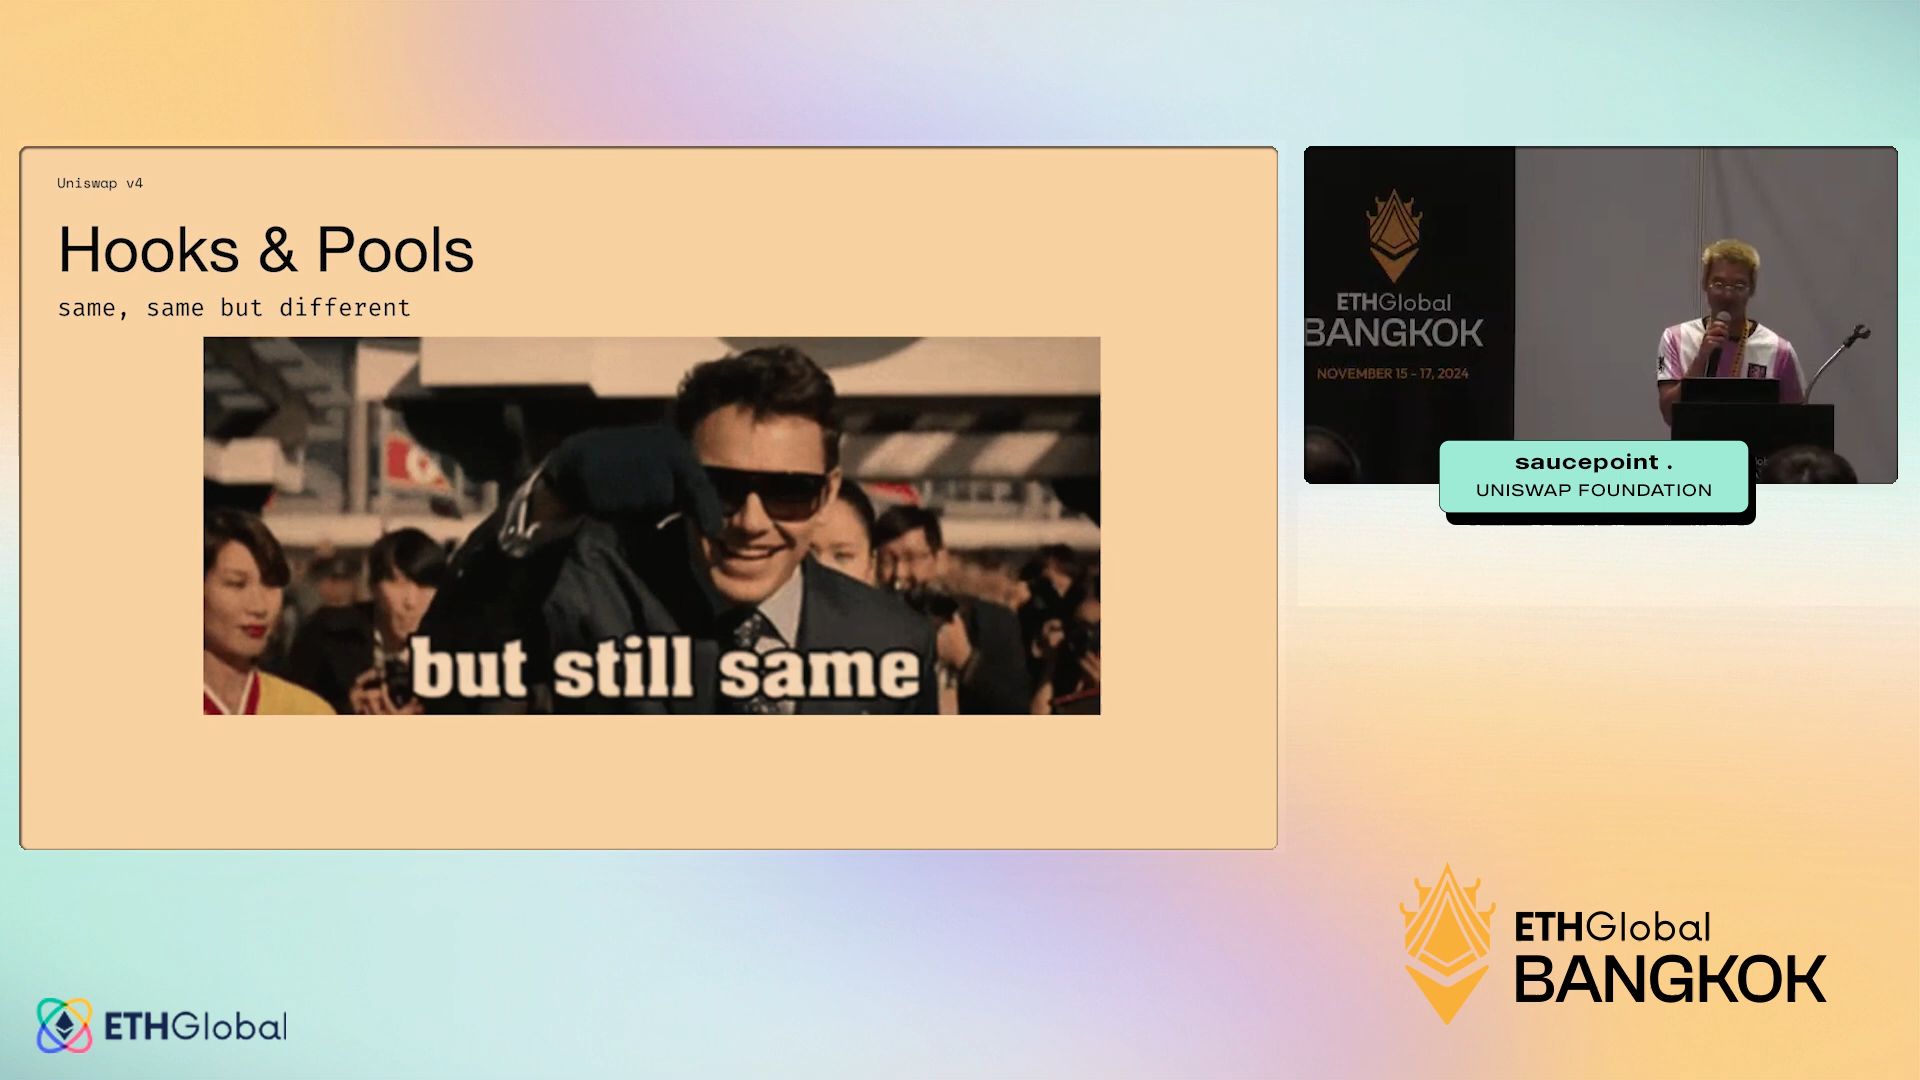 Uniswap v4
Hooks & Pools
same, same but different
but still same
ETHGlobal
BANGKOK
NOVEMBER 15 - 17, 2024
saucepoint .
UNISWAP FOUNDATION
ETHGlobal
BANGKOK
ETHGlobal